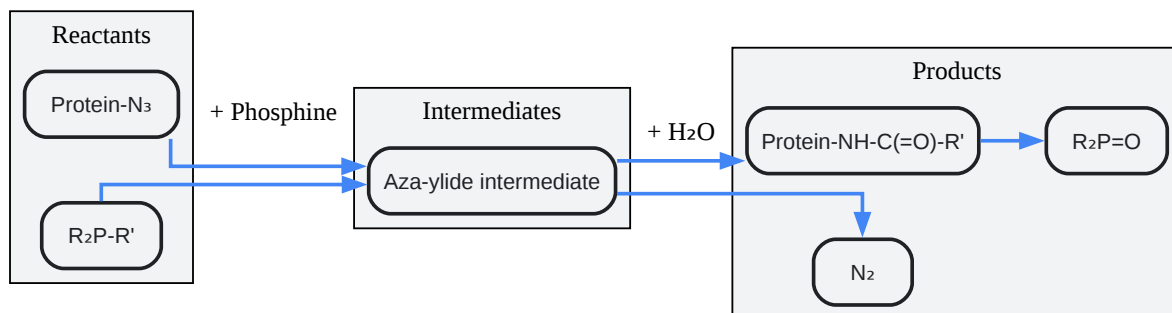 Reactants
Protein-N₃
R₂P-R'
+ Phosphine
Intermediates
Aza-ylide intermediate
+ H₂O
Products
Protein-NH-C(=O)-R'
R₂P=O
N₂